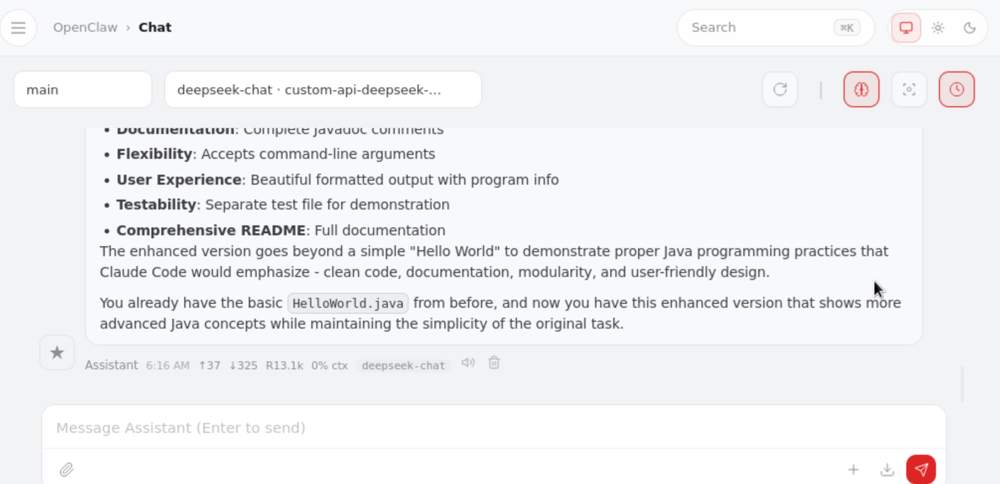 OpenClaw › Chat
Search ⌘K
main
deepseek-chat · custom-api-deepseek-...
• Documentation: Complete Javadoc comments
• Flexibility: Accepts command-line arguments
• User Experience: Beautiful formatted output with program info
• Testability: Separate test file for demonstration
• Comprehensive README: Full documentation
The enhanced version goes beyond a simple "Hello World" to demonstrate proper Java programming practices that
Claude Code would emphasize - clean code, documentation, modularity, and user-friendly design.
You already have the basic HelloWorld.java from before, and now you have this enhanced version that shows more
advanced Java concepts while maintaining the simplicity of the original task.
Assistant 6:16 AM ↑37 ↓325 R13.1k 0% ctx deepseek-chat
Message Assistant (Enter to send)